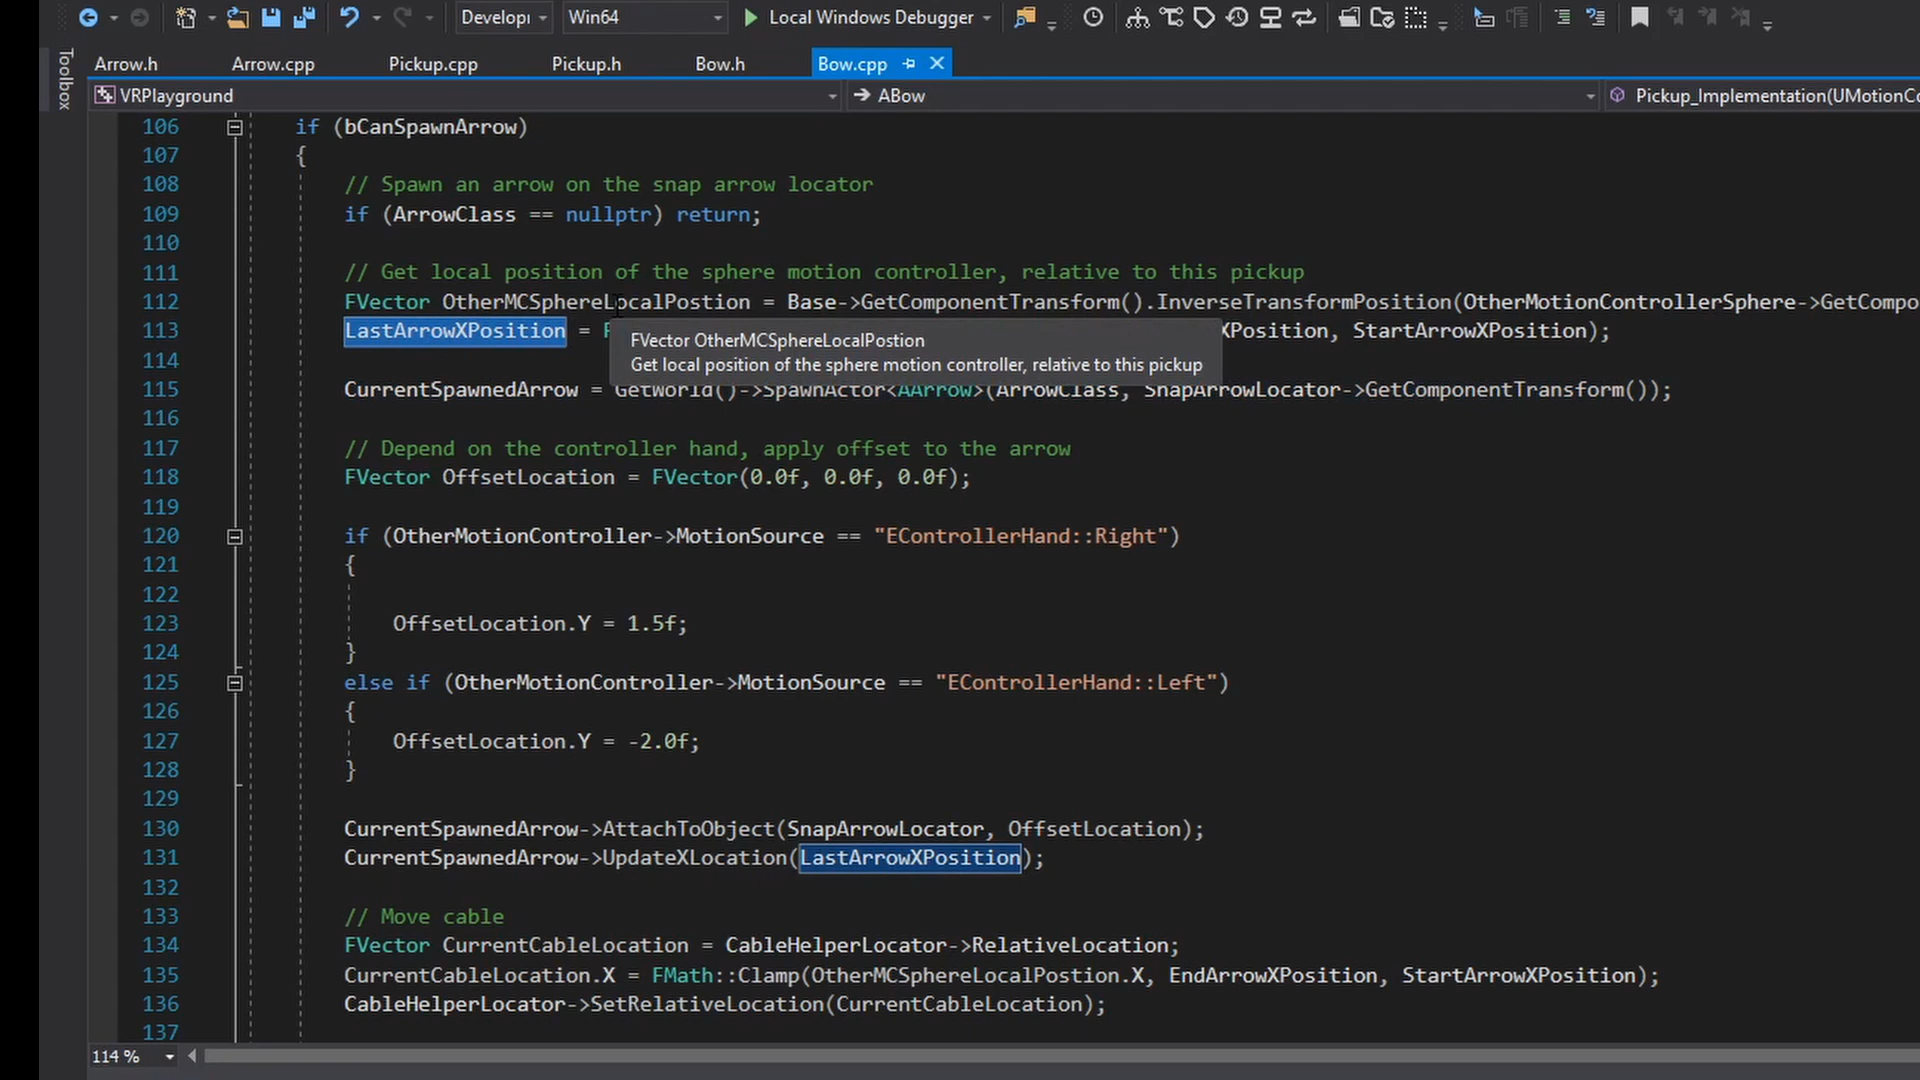 Develop Win64 Local Windows Debugger
Toolbox
Arrow.h Arrow.cpp Pickup.cpp Pickup.h Bow.h Bow.cpp
VRPlayground ABow Pickup_Implementation(UMotionCo
106 if (bCanSpawnArrow)
107 {
108 // Spawn an arrow on the snap arrow locator
109 if (ArrowClass == nullptr) return;
110
111 // Get local position of the sphere motion controller, relative to this pickup
112 FVector OtherMCSphereLocalPostion = Base->GetComponentTransform().InverseTransformPosition(OtherMotionControllerSphere->GetCompo
113 LastArrowXPosition = F XPosition, StartArrowXPosition);
FVector OtherMCSphereLocalPostion
Get local position of the sphere motion controller, relative to this pickup
114
115 CurrentSpawnedArrow = GetWorld()->SpawnActor<AArrow>(ArrowClass, SnapArrowLocator->GetComponentTransform());
116
117 // Depend on the controller hand, apply offset to the arrow
118 FVector OffsetLocation = FVector(0.0f, 0.0f, 0.0f);
119
120 if (OtherMotionController->MotionSource == "EControllerHand::Right")
121 {
122
123 OffsetLocation.Y = 1.5f;
124 }
125 else if (OtherMotionController->MotionSource == "EControllerHand::Left")
126 {
127 OffsetLocation.Y = -2.0f;
128 }
129
130 CurrentSpawnedArrow->AttachToObject(SnapArrowLocator, OffsetLocation);
131 CurrentSpawnedArrow->UpdateXLocation(LastArrowXPosition);
132
133 // Move cable
134 FVector CurrentCableLocation = CableHelperLocator->RelativeLocation;
135 CurrentCableLocation.X = FMath::Clamp(OtherMCSphereLocalPostion.X, EndArrowXPosition, StartArrowXPosition);
136 CableHelperLocator->SetRelativeLocation(CurrentCableLocation);
137
114 %